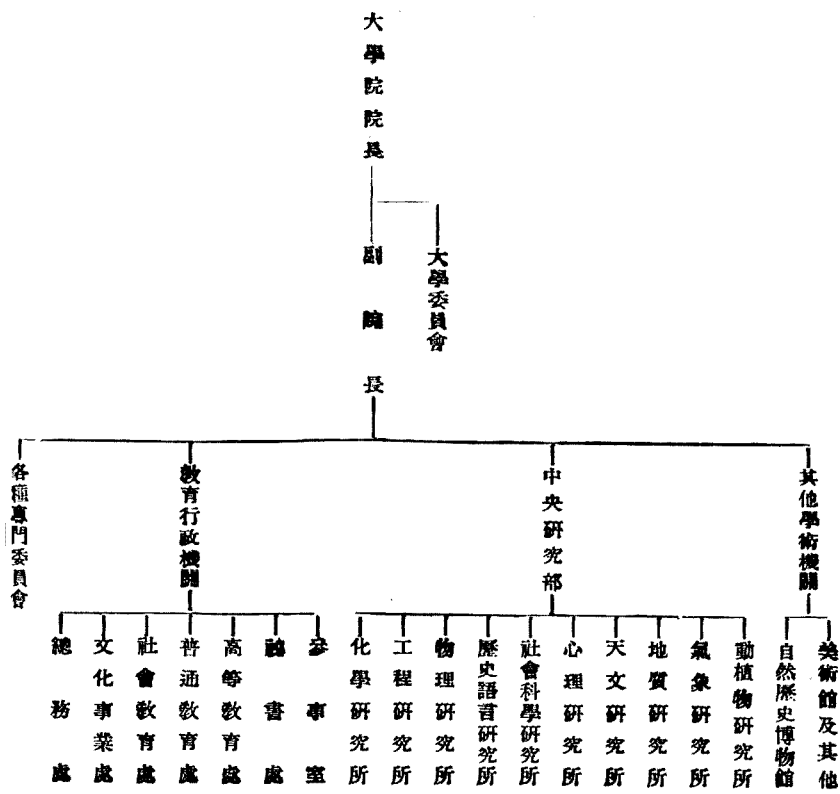 大學院院長
大學委員會
副院長
其他學術機關
中央研究部
教育行政機關
各種專門委員會
美術館及其他
自然歷史博物館
動植物研究所
氣象研究所
地質研究所
天文研究所
心理研究所
社會科學研究所
歷史語言研究所
物理研究所
工程研究所
化學研究所
參事室
祕書處
高等教育處
普通教育處
社會教育處
文化事業處
總務處